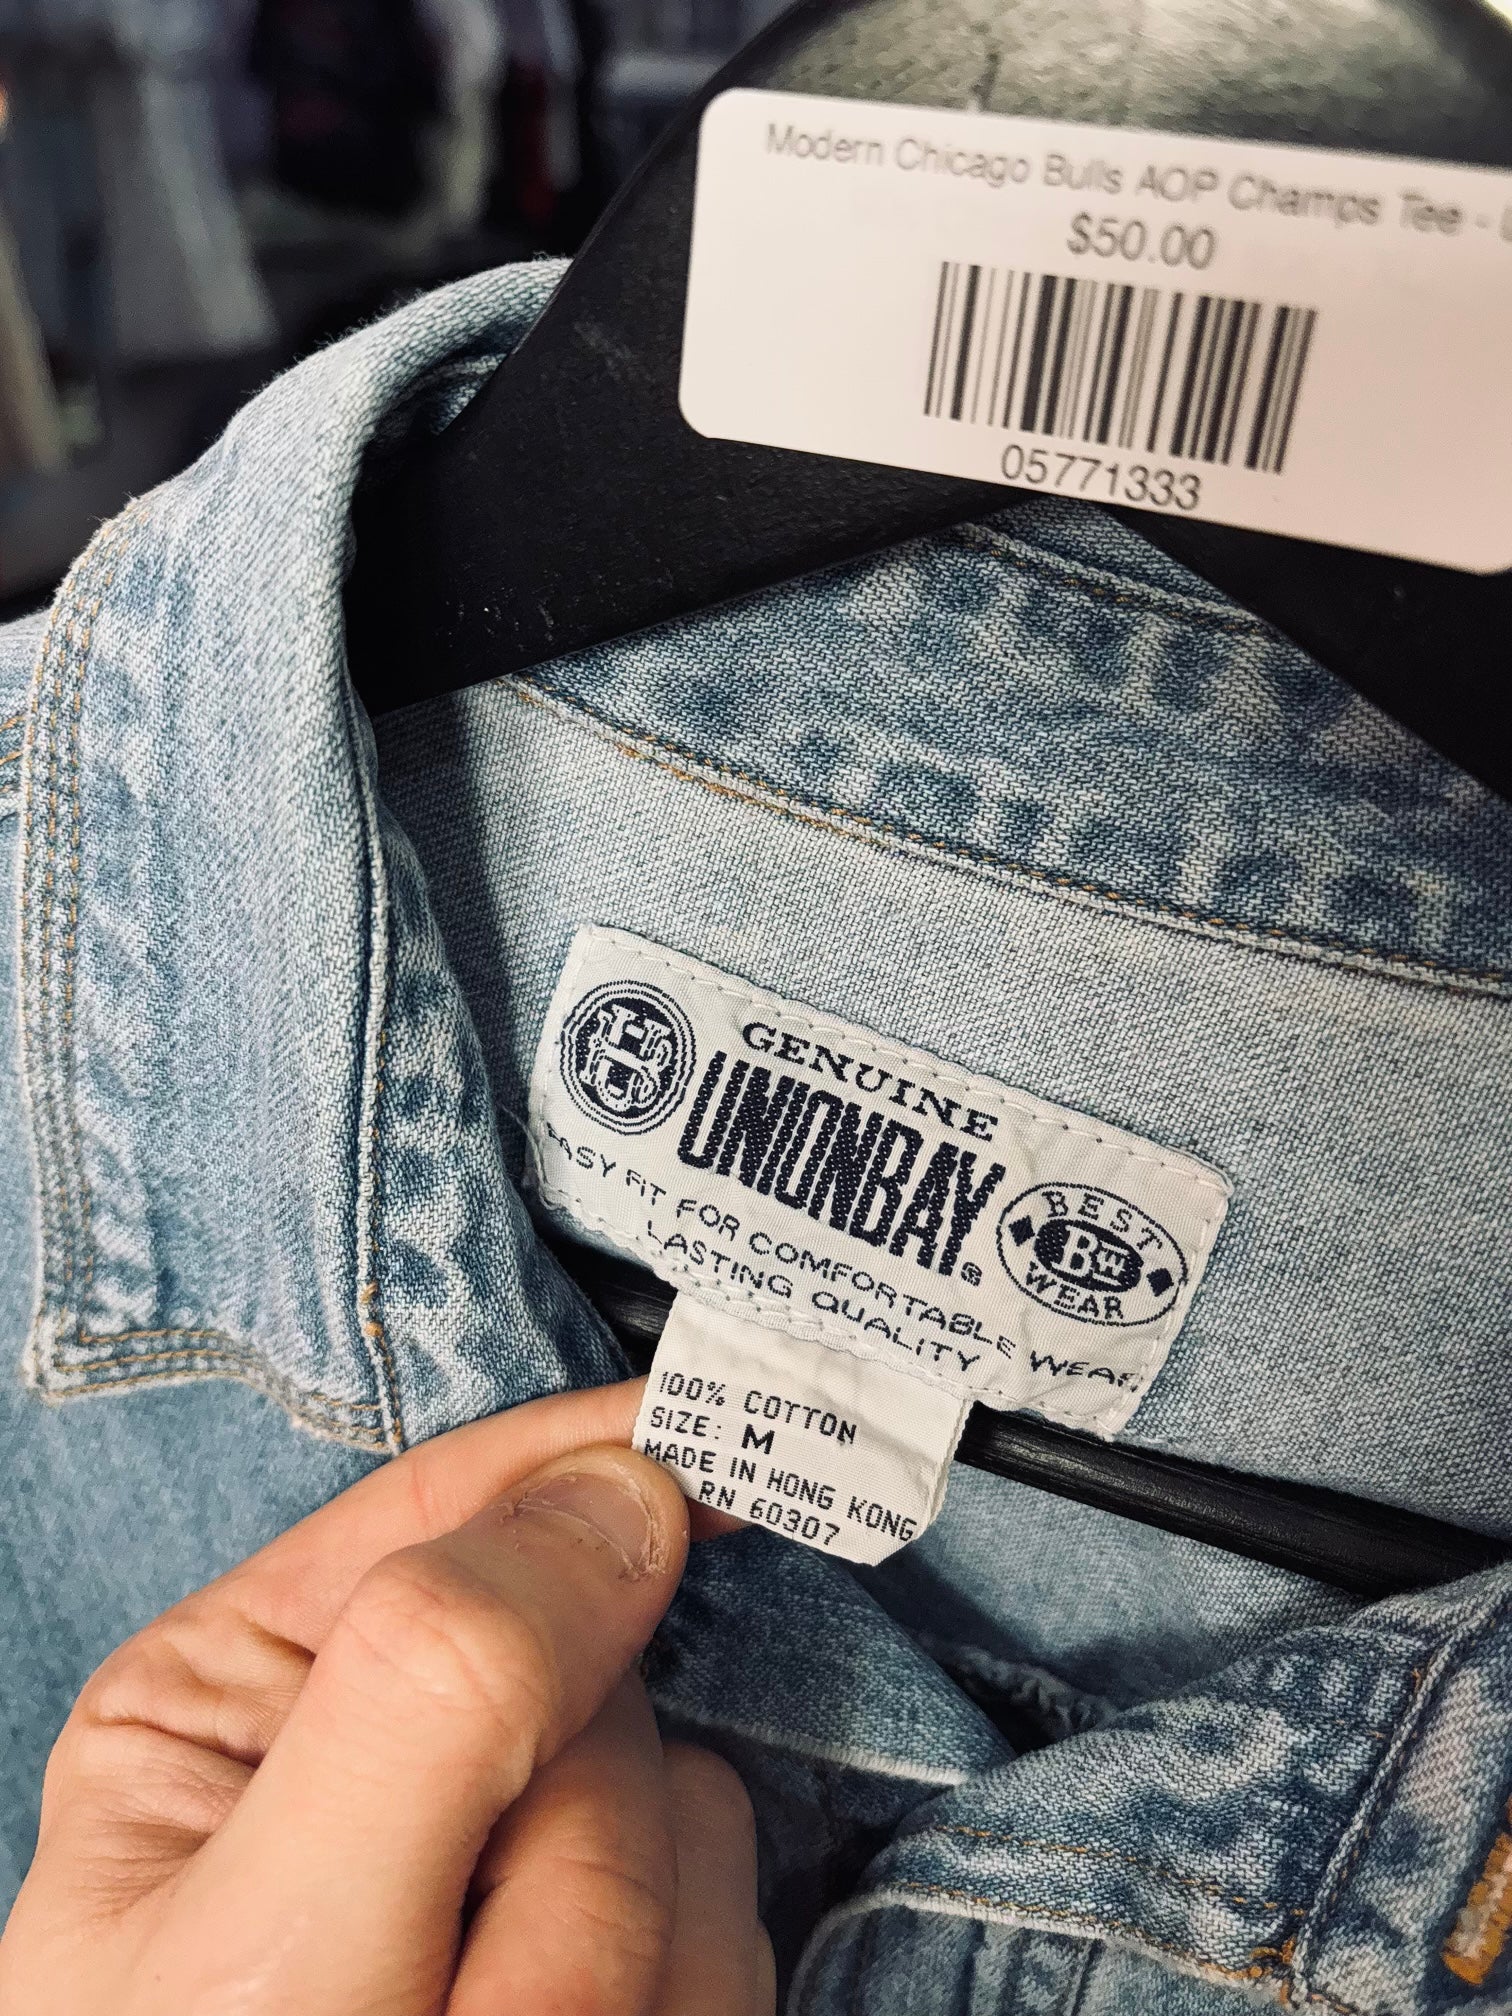 Modern Chicago Bulls AOP Champs Tee -
$50.00
05771333
GENUINE
UNIONBAY®
EASY FIT FOR COMFORTABLE WEAR
LASTING QUALITY
BEST
BW
WEAR
100% COTTON
SIZE: M
MADE IN HONG KONG
RN 60307